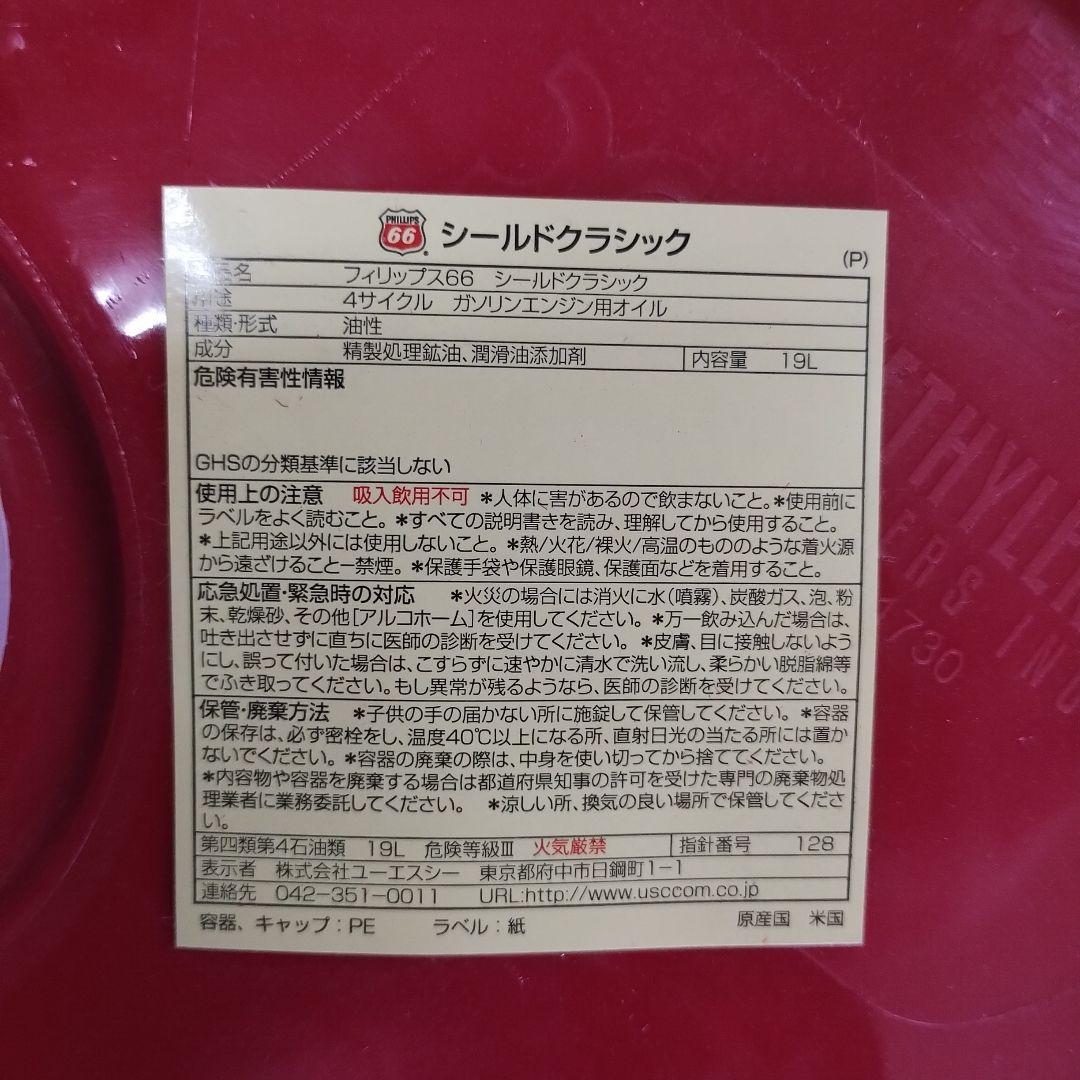 PHILLIPS 66 シールドクラシック
(P)
名 フィリップス66 シールドクラシック
用途 4サイクル ガソリンエンジン用オイル
種類・形式 油性
成分 精製処理鉱油、潤滑油添加剤 内容量 19L
危険有害性情報
GHSの分類基準に該当しない
使用上の注意 吸入飲用不可 *人体に害があるので飲まないこと。*使用前に
ラベルをよく読むこと。*すべての説明書きを読み、理解してから使用すること。
*上記用途以外には使用しないこと。*熱/火花/裸火/高温のもののような着火源
から遠ざけることー禁煙。*保護手袋や保護眼鏡、保護面などを着用すること。
応急処置・緊急時の対応 *火災の場合には消火に水(噴霧)、炭酸ガス、泡、粉
末、乾燥砂、その他[アルコホーム]を使用してください。*万一飲み込んだ場合は、
吐き出させずに直ちに医師の診断を受けてください。*皮膚、目に接触しないよう
にし、誤って付いた場合は、こすらずに速やかに清水で洗い流し、柔らかい脱脂綿等
でふき取ってください。もし異常が残るようなら、医師の診断を受けてください。
保管・廃棄方法 *子供の手の届かない所に施錠して保管してください。*容器
の保存は、必ず密栓をし、温度40℃以上になる所、直射日光の当たる所には置か
ないでください。*容器の廃棄の際は、中身を使い切ってから捨ててください。
*内容物や容器を廃棄する場合は都道府県知事の許可を受けた専門の廃棄物処
理業者に業務委託してください。 *涼しい所、換気の良い場所で保管してくださ
い。
第四類第4石油類 19L 危険等級Ⅲ 火気厳禁 指針番号 128
表示者 株式会社ユーエスシー 東京都府中市日鋼町1-1
連絡先 042-351-0011 URL:http://www.usccom.co.jp
容器、キャップ：PE ラベル：紙 原産国 米国
ETHYLE
ERS INC
1730